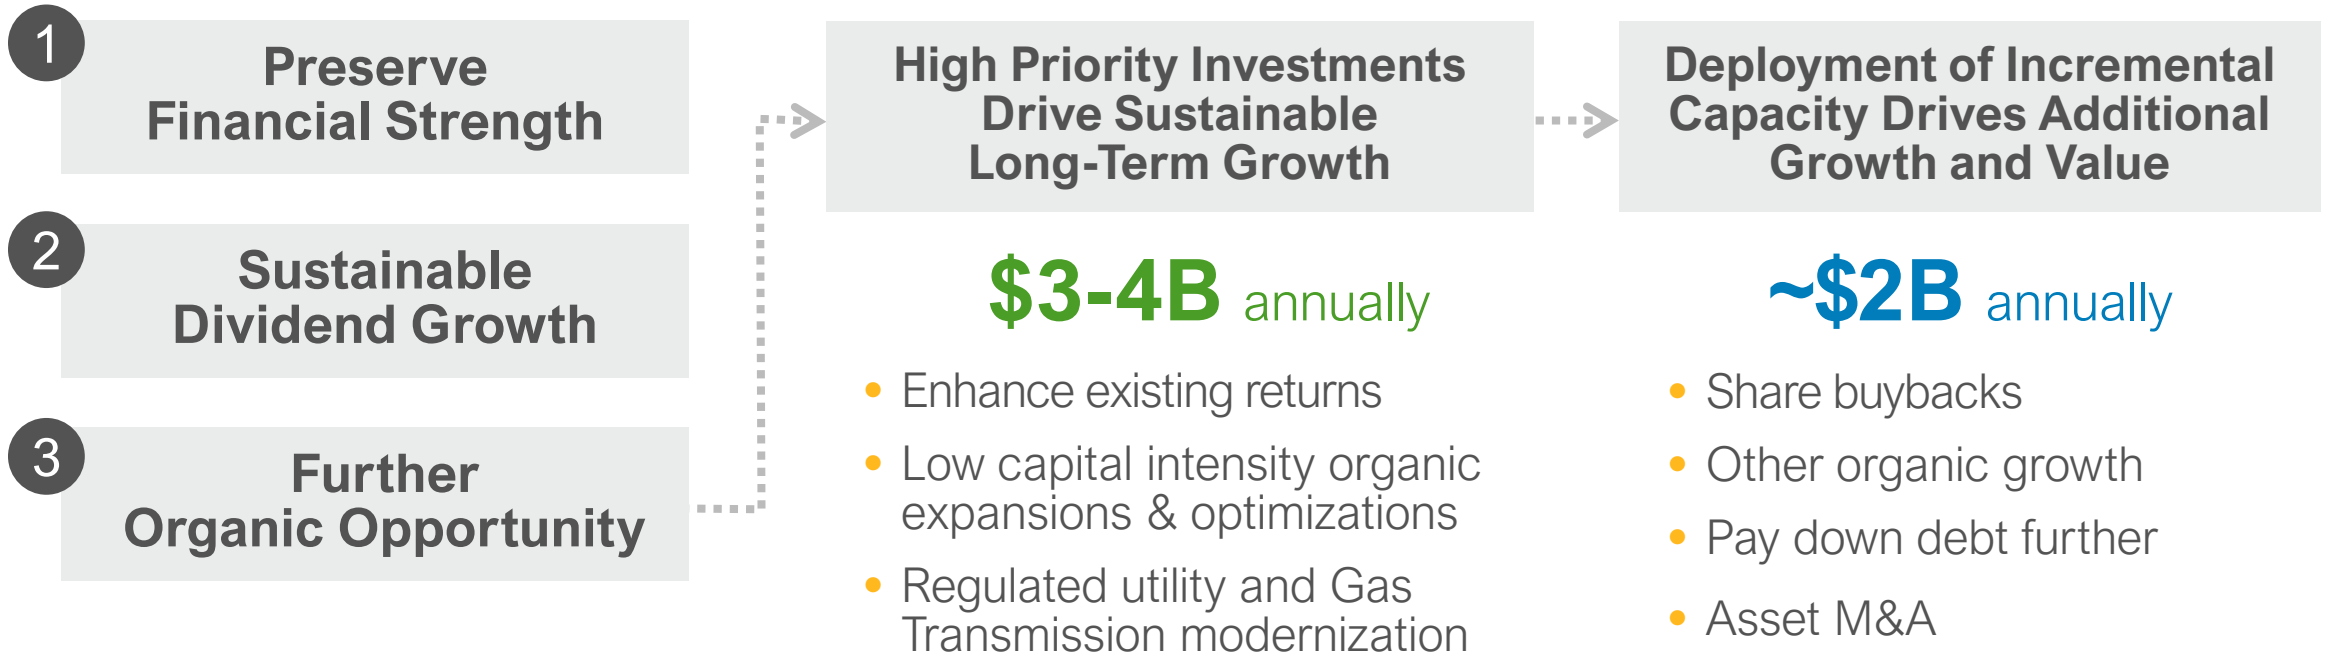 1
Preserve
Financial Strength
2
Sustainable
Dividend Growth
3
Further
Organic Opportunity
High Priority Investments
Drive Sustainable
Long-Term Growth
$3-4B annually
• Enhance existing returns
• Low capital intensity organic
expansions & optimizations
• Regulated utility and Gas
Transmission modernization
Deployment of Incremental
Capacity Drives Additional
Growth and Value
~$2B annually
• Share buybacks
• Other organic growth
• Pay down debt further
• Asset M&A